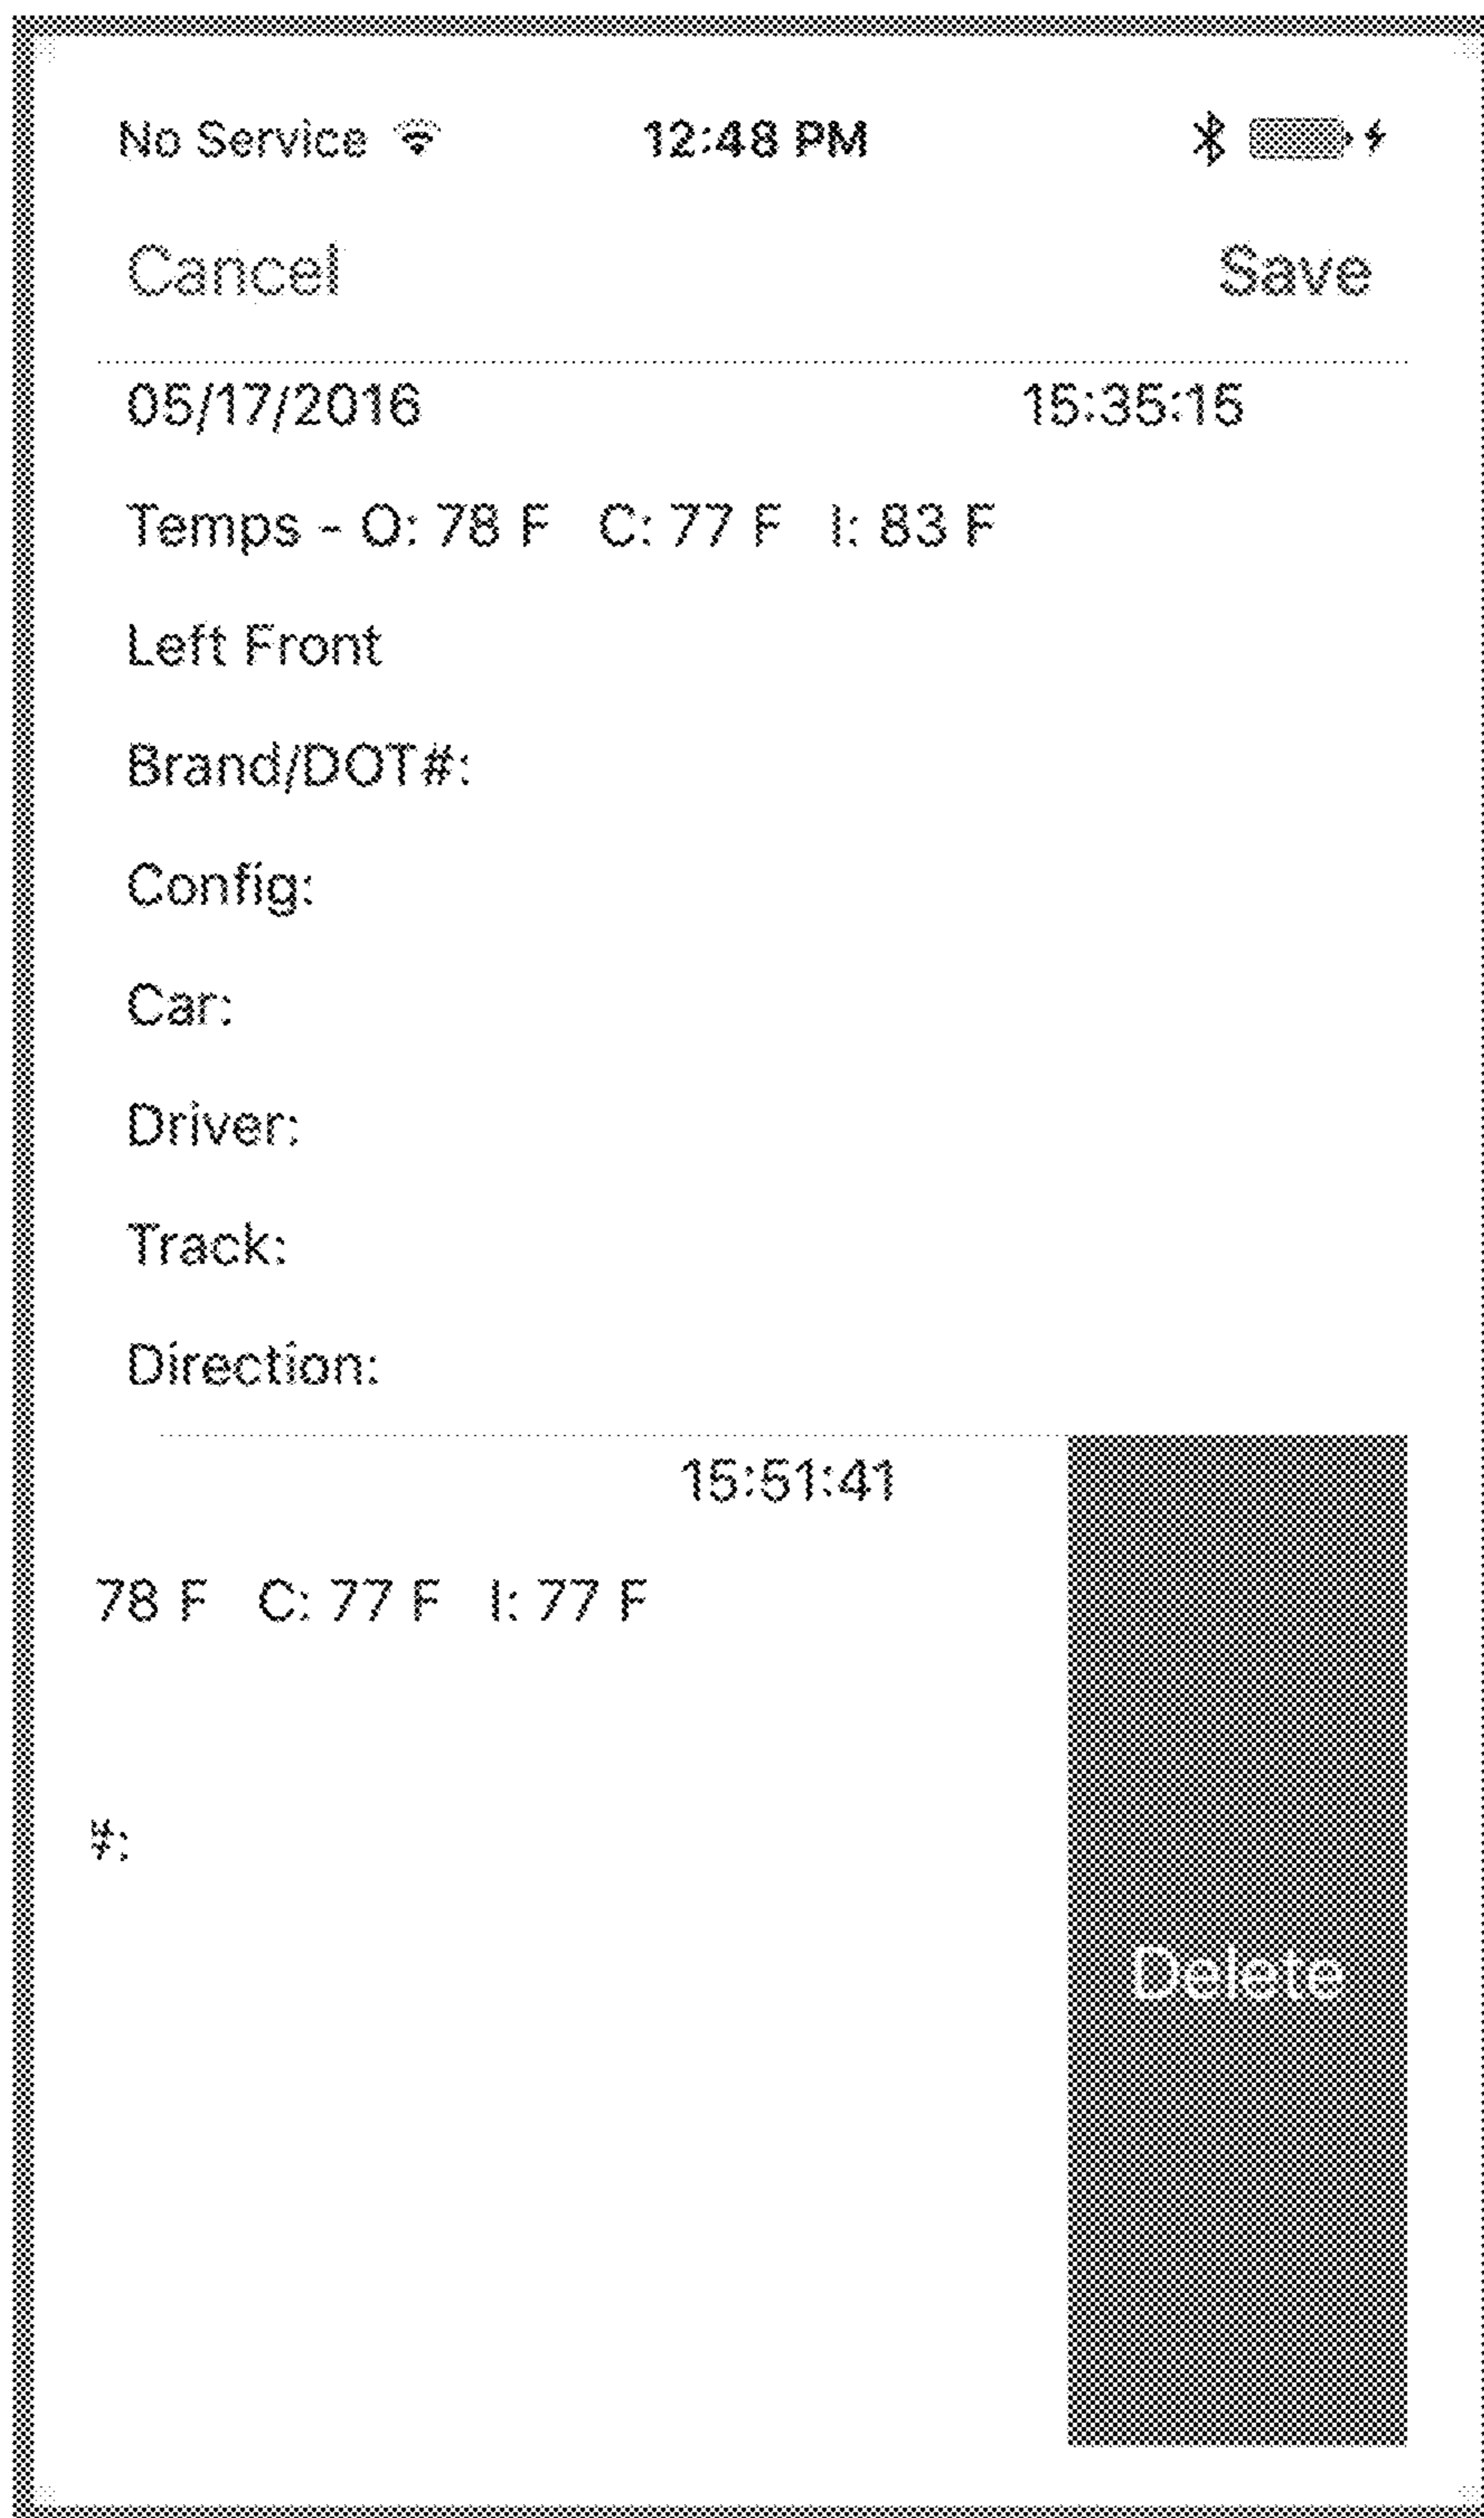 No Service 12:48 PM
Cancel Save
05/17/2016 15:35:15
Temps - O: 78 F C: 77 F I: 83 F
Left Front
Brand/DOT#:
Config:
Car:
Driver:
Track:
Direction:
15:51:41
78 F C: 77 F I: 77 F
#:
Delete